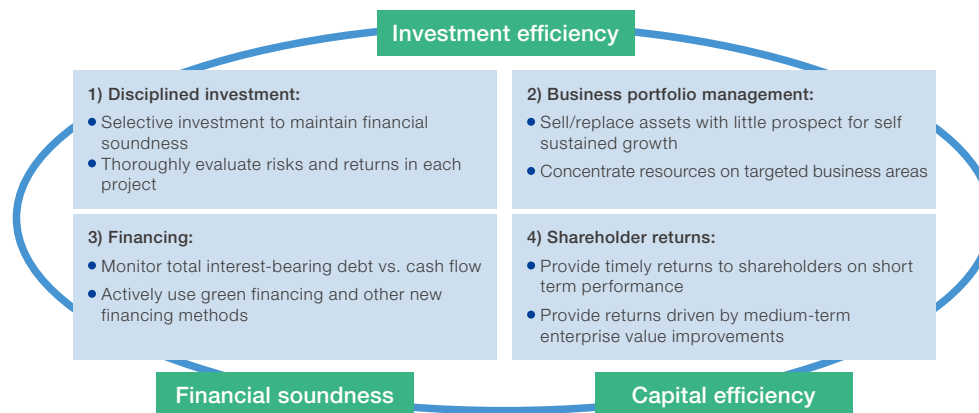 Investment efficiency
1) Disciplined investment:
• Selective investment to maintain financial
soundness
• Thoroughly evaluate risks and returns in each
project
2) Business portfolio management:
• Sell/replace assets with little prospect for self
sustained growth
• Concentrate resources on targeted business areas
3) Financing:
• Monitor total interest-bearing debt vs. cash flow
• Actively use green financing and other new
financing methods
4) Shareholder returns:
• Provide timely returns to shareholders on short
term performance
• Provide returns driven by medium-term
enterprise value improvements
Financial soundness
Capital efficiency